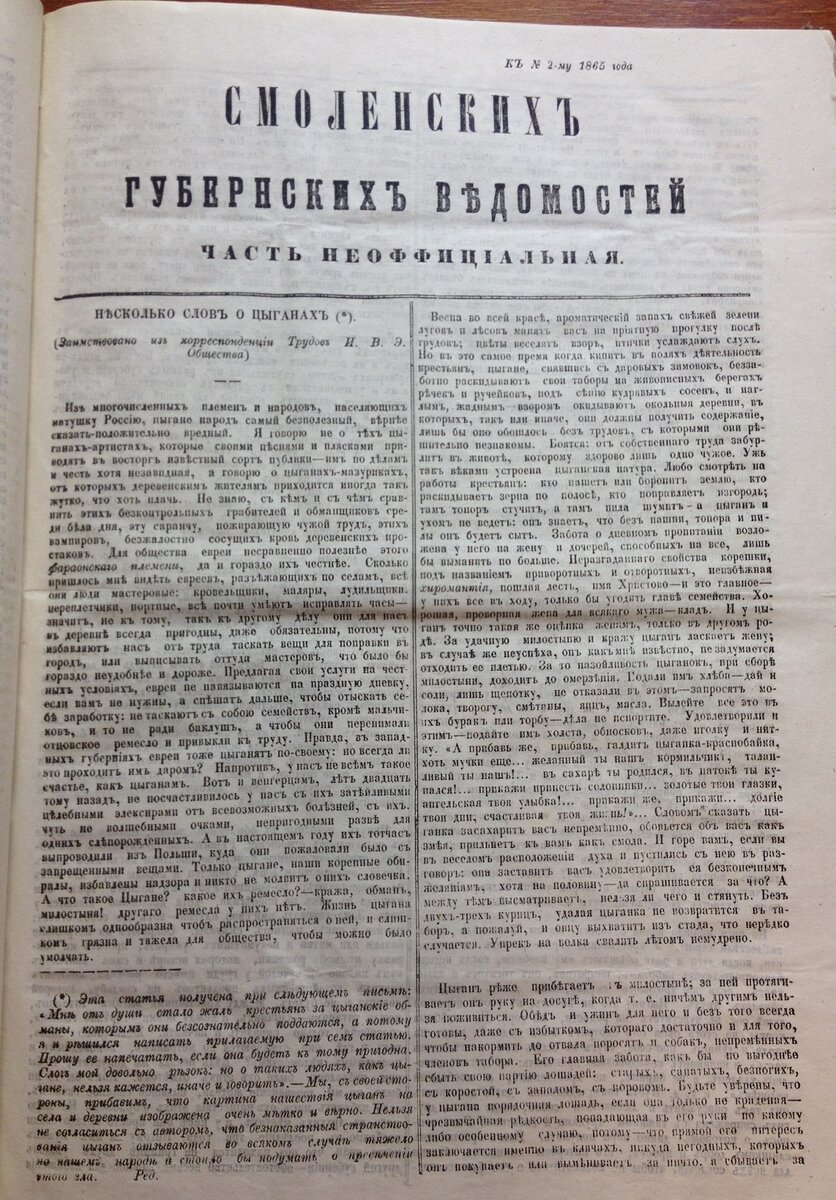 КЪ № 2-му 1865 года
СМОЛЕНСКИХЪ
ГУБЕРНСКИХЪ ВѢДОМОСТЕЙ
ЧАСТЬ НЕОФФИЦІАЛЬНАЯ.
НѢСКОЛЬКО СЛОВЪ О ЦЫГАНАХЪ (*).
(Заимствовано изъ корреспонденціи Трудовъ И. В. Э.
Общества)
Изъ многочисленныхъ племенъ и народовъ, населяющихъ
матушку Россію, цыгане народъ самый безполезный, вѣрнѣе
сказать-положительно вредный. Я говорю не о тѣхъ цы-
ганахъ-артистахъ, которые своими пѣснями и плясками при-
водятъ въ восторгъ извѣстный сортъ публики—имъ по дѣламъ
и честь хотя незавидная, а говорю о цыганахъ-мазурикахъ,
отъ которыхъ деревенскимъ жителямъ приходится иногда такъ
жутко, что хоть плачь. Не знаю, съ кѣмъ и съ чѣмъ срав-
нить этихъ безконтрольныхъ грабителей и обманщиковъ сре-
ди бѣла дня, эту саранчу, пожирающую чужой трудъ, этихъ
вампировъ, безжалостно сосущихъ кровь деревенскихъ про-
стаковъ. Для общества евреи несравненно полезнѣе этого
фараонскаго племени, да и гораздо ихъ честнѣе. Сколько
пришлось мнѣ видѣть евреевъ, разъѣзжающихъ по селамъ, всѣ
они люди мастеровые: кровельщики, маляры, лудильщики,
переплетчики, портные, всѣ почти умѣютъ исправлять часы—
значитъ, не къ тому, такъ къ другому дѣлу они для насъ
въ деревнѣ всегда пригодны, даже обязательны, потому что
избавляютъ насъ отъ труда таскать вещи для поправки въ
городъ, или выписывать оттуда мастеровъ, что было бы
гораздо неудобнѣе и дороже. Предлагая свои услуги на чест-
ныхъ условіяхъ, евреи не навязываются на праздную дневку,
если вамъ не нужны, а спѣшатъ дальше, чтобы отыскать се-
бѣ заработку: не таскаютъ съ собою семействъ, кромѣ мальчи-
ковъ, и то не ради баклушъ, а чтобы они перенимали
отцовское ремесло и привыкли къ труду. Правда, въ запад-
ныхъ губерніяхъ евреи тоже цыганятъ по-своему: но всегда ли
это проходитъ имъ даромъ? Напротивъ, у насъ не всѣмъ такое
счастье, какъ цыганамъ. Вотъ и венгерцамъ, лѣтъ двадцать
тому назадъ, не посчастливилось у насъ съ ихъ затѣйливыми
цѣлебными элексирами отъ всевозможныхъ болѣзней, съ ихъ
чуть не волшебными очками, непригодными развѣ для
однихъ слѣпорожденныхъ. А въ настоящемъ году ихъ тотчасъ
выпроводили изъ Польши, куда они пожаловали было съ
запрещенными вещами. Только цыгане, наши коренные оби-
ралы, избавлены надзора и никто не молвитъ о нихъ словечка.
А что такое Цыгане? какое ихъ ремесло?—кража, обманъ,
милостыня! другаго ремесла у нихъ нѣтъ. Жизнь цыгана
слишкомъ однообразна чтобъ распространяться о ней, и слиш-
комъ грязна и тяжела для общества, чтобы можно было
умолчать.
(*) Эта статья получена при слѣдующемъ письмѣ:
«Мнѣ отъ души стало жаль крестьянъ за цыганскіе об-
маны, которымъ они безсознательно поддаются, а потому
я и рѣшился написать прилагаемую при семъ статью.
Прошу ее напечатать, если она будетъ къ тому пригодна.
Слогъ мой довольно рѣзокъ: но о такихъ людяхъ, какъ цы-
гане, нельзя кажется, иначе и говорить».—Мы, съ своей сто-
роны, прибавимъ, что картина нашествія цыганъ на
села и деревни изображена очень мѣтко и вѣрно. Нельзя
не согласиться съ авторомъ, что безнаказанныя странство-
ванія цыганъ отзываются во всякомъ случаѣ тяжело
на нашемъ народѣ и стоило бы подумать о пресѣченіи
этого зла. Ред.
Весна во всей красѣ, ароматическій запахъ свѣжей зелени
луговъ и лѣсовъ манятъ васъ на пріятную прогулку послѣ
трудовъ; цвѣты веселятъ взоръ, птички услаждаютъ слухъ.
Но въ это самое время когда кипитъ въ поляхъ дѣятельность
крестьянъ, цыгане, снявшись съ даровыхъ зимовокъ, безза-
ботно раскидываютъ свои таборы на живописныхъ берегахъ
рѣчекъ и ручейковъ, подъ сѣнію кудрявыхъ сосенъ, и наг-
лымъ, жаднымъ взоромъ окидываютъ окольныя деревни, въ
которыхъ, такъ или иначе, они должны получить содержаніе,
лишь бы оно обошлось безъ трудовъ, съ которыми они рѣ-
шительно незнакомы. Боятся: отъ собственнаго труда забур-
литъ въ животѣ, которому здорово лишь одно чужое. Ужъ
такъ вѣками устроена цыганская натура. Любо смотрѣть на
работы крестьянъ: кто пашетъ или боронитъ землю, кто
раскидываетъ зерна по полосѣ, кто поправляетъ изгородь;
тамъ топоръ стучитъ, а тамъ пила шумитъ-а цыганъ и
ухомъ не ведетъ: онъ знаетъ, что безъ пашни, топора и пи-
лы онъ будетъ сытъ. Забота о дневномъ пропитаніи возло-
жена у него на жену и дочерей, способныхъ на все, лишь
бы выманить по больше. Неразгаданнаго свойства корешки,
подъ названіемъ приворотныхъ и отворотныхъ, неизбѣжная
хиромантія, пошлая лесть, имя Христово—и это главное—
у нихъ все въ ходу, только бы угодить главѣ семейства. Хо-
рошая, проворная жена для всякаго мужа—кладъ. И у цы-
ганъ точно такая же оцѣнка женамъ, только въ другомъ ро-
дѣ. За удачную милостыню и кражу цыганъ ласкаетъ жену;
въ случаѣ же неуспѣха, онъ какъ мнѣ извѣстно, не задумается
отходить ее плетью. За то назойливость цыганокъ, при сборѣ
милостыни, доходитъ до омерзенія. Подали имъ хлѣба—дай и
соли, лишь щепотку, не отказали въ этомъ—запросятъ мо-
лока, творогу, смѣтаны, яицъ, масла. Вылейте все это въ
ихъ буракъ или торбу—дѣла не испортите. Удовлетворили и
этимъ—подайте имъ холста, обносковъ, даже иголку и нит-
ку. «А прибавь же, прибавь, галдитъ цыганка-краснобайка,
хоть мучки еще... желанный ты нашъ кормильчикъ, талан-
ливый ты нашъ!... въ сахарѣ ты родился, въ патокѣ ты ку-
пался!... прикажи принесть солонинки... золотые твои глазки,
ангельская твоя улыбка!... прикажи же, прикажи... долгіе
твои дни, счастливая твоя жизнь!»... Словомъ сказать цы-
ганка засахаритъ васъ непремѣнно, обовьется объ васъ какъ
змѣя, прильнетъ къ вамъ какъ смола. И горе вамъ, если вы
въ веселомъ расположеніи духа и пустились съ нею въ раз-
говоръ: она заставитъ васъ удовлетворить ея безконечнымъ
желаніямъ, хотя на половину—да спрашивается за что? А
между тѣмъ высматриваетъ, нельзя ли чего и стянуть. Безъ
двухъ-трехъ курицъ, удалая цыганка не возвратится въ та-
боръ, а пожалуй, и овцу выхватитъ изъ стада, что нерѣдко
случается. Упрекъ на волка свалить лѣтомъ немудрено.
Цыганъ рѣже прибѣгаетъ къ милостынѣ; за ней протяги-
ваетъ онъ руку на досугѣ, когда т. е. ничѣмъ другимъ нель-
зя поживиться. Обѣдъ и ужинъ для него и безъ того всегда
готовы, даже съ избыткомъ, котораго достаточно и для того,
чтобы накормить до отвала поросятъ и собакъ, непремѣнныхъ
членовъ табора. Его главная забота, какъ бы по выгоднѣе
сбыть свою партію лошадей: старыхъ, сапатыхъ, безногихъ,
съ коростой, съ запаломъ, съ норовомъ. Будьте увѣрены, что
у цыгана порядочная лошадь, если она только не краденая—
чрезвычайная рѣдкость, попадающая въ его руки по какому
либо особенному случаю, потому—что прямой его интересъ
заключается именно въ клячахъ, никуда негодныхъ, которыхъ
онъ покупаетъ или вымѣниваетъ за ничто, а сбываетъ за